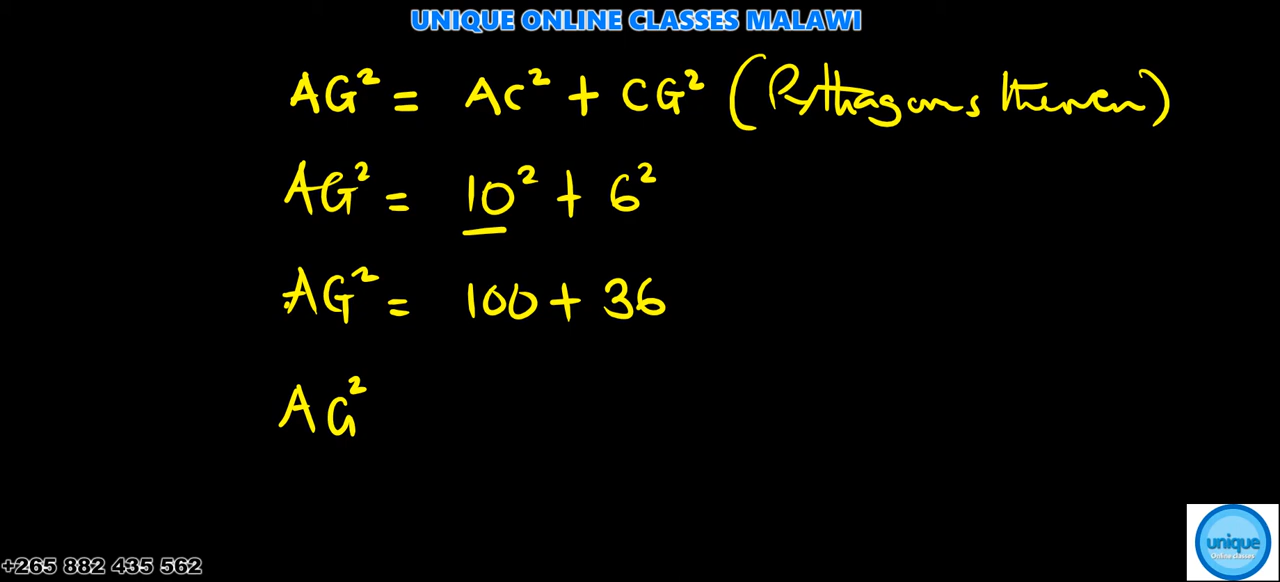 UNIQUE ONLINE CLASSES MALAWI
AG² = AC² + CG² (Pythagoras theorem)
AG² = 10² + 6²
AG² = 100 + 36
AG²
unique
Online classes
+265 882 435 562